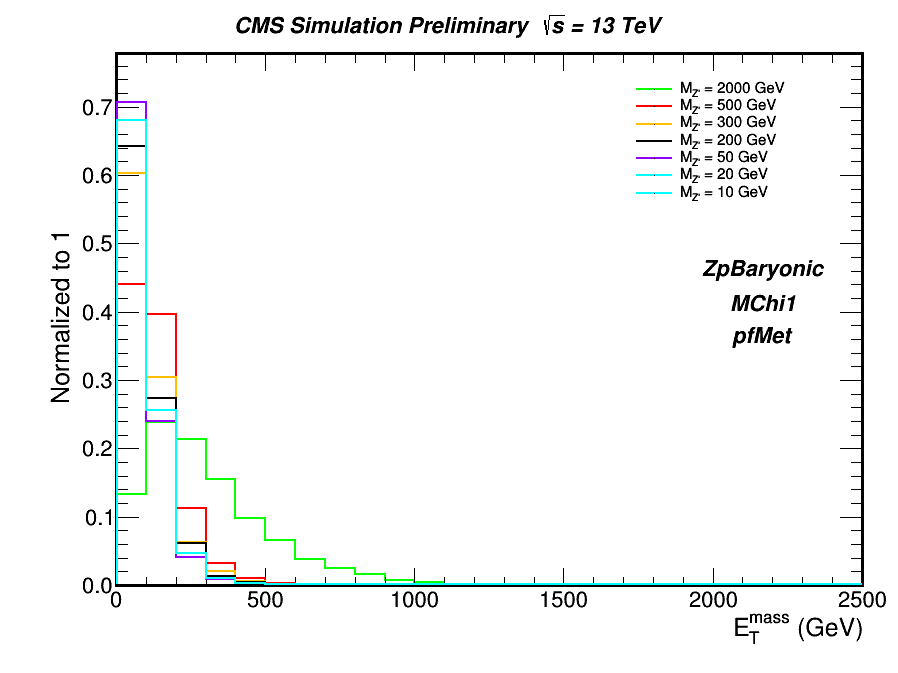 CMS Simulation Preliminary √s = 13 TeV
Normalized to 1
0.7
0.6
0.5
0.4
0.3
0.2
0.1
0.0
M_Z' = 2000 GeV
M_Z' = 500 GeV
M_Z' = 300 GeV
M_Z' = 200 GeV
M_Z' = 50 GeV
M_Z' = 20 GeV
M_Z' = 10 GeV
ZpBaryonic
MChi1
pfMet
0 500 1000 1500 2000 2500
E_T^mass (GeV)